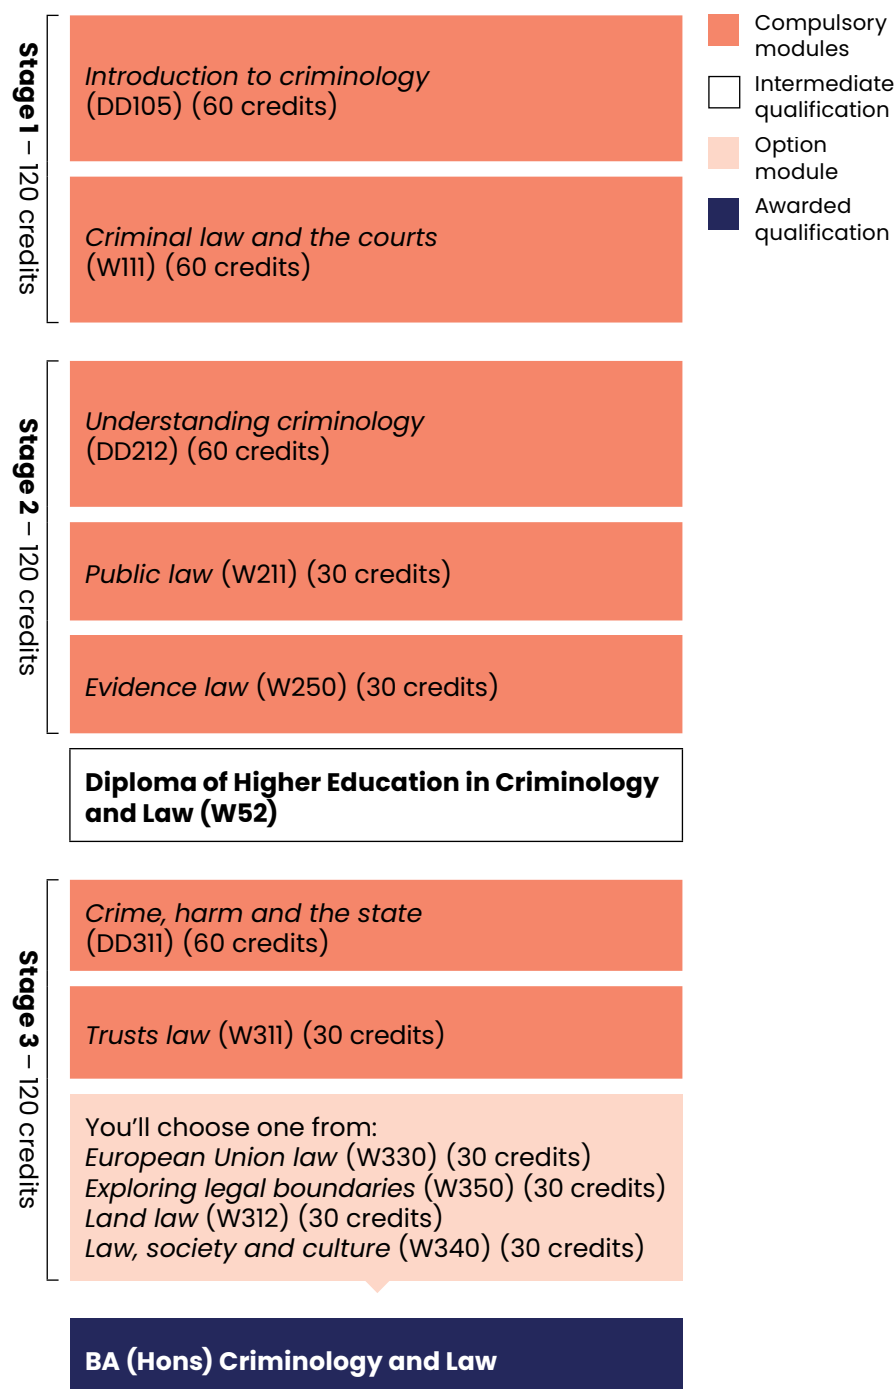 Stage 1 – 120 credits
Introduction to criminology
(DD105) (60 credits)
Criminal law and the courts
(W111) (60 credits)
Compulsory
modules
Intermediate
qualification
Option
module
Awarded
qualification
Stage 2 – 120 credits
Understanding criminology
(DD212) (60 credits)
Public law (W211) (30 credits)
Evidence law (W250) (30 credits)
Diploma of Higher Education in Criminology
and Law (W52)
Stage 3 – 120 credits
Crime, harm and the state
(DD311) (60 credits)
Trusts law (W311) (30 credits)
You’ll choose one from:
European Union law (W330) (30 credits)
Exploring legal boundaries (W350) (30 credits)
Land law (W312) (30 credits)
Law, society and culture (W340) (30 credits)
BA (Hons) Criminology and Law